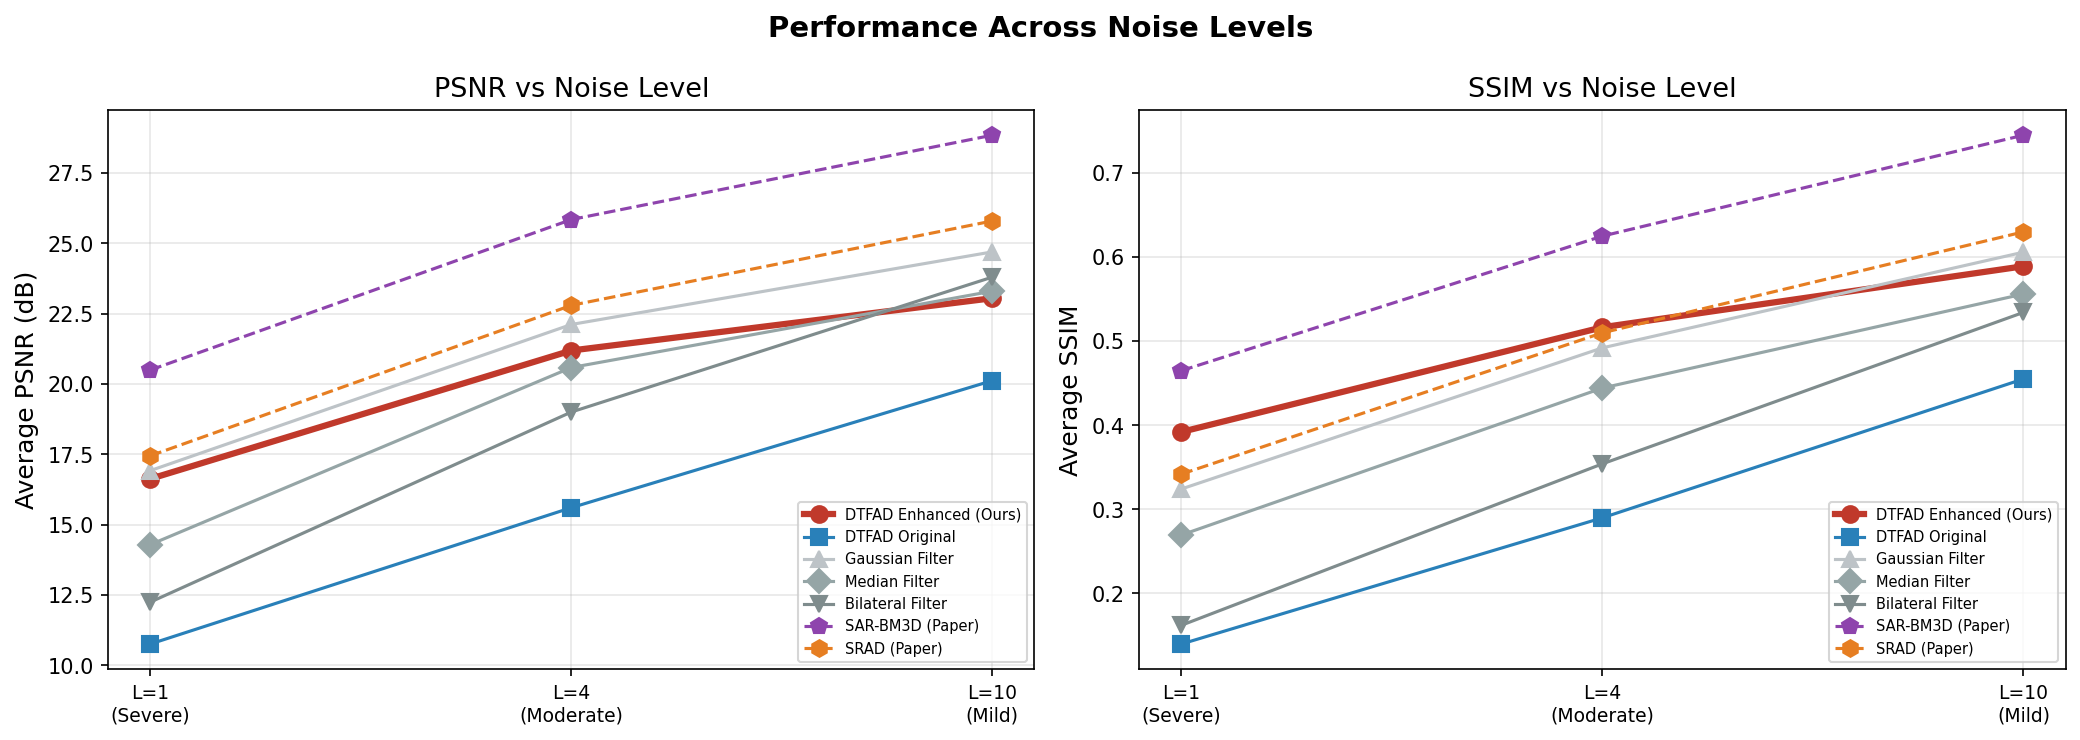 Performance Across Noise Levels
PSNR vs Noise Level
Average PSNR (dB)
27.5
25.0
22.5
20.0
17.5
15.0
12.5
10.0
L=1
(Severe)
L=4
(Moderate)
L=10
(Mild)
DTFAD Enhanced (Ours)
DTFAD Original
Gaussian Filter
Median Filter
Bilateral Filter
SAR-BM3D (Paper)
SRAD (Paper)
SSIM vs Noise Level
Average SSIM
0.7
0.6
0.5
0.4
0.3
0.2
L=1
(Severe)
L=4
(Moderate)
L=10
(Mild)
DTFAD Enhanced (Ours)
DTFAD Original
Gaussian Filter
Median Filter
Bilateral Filter
SAR-BM3D (Paper)
SRAD (Paper)